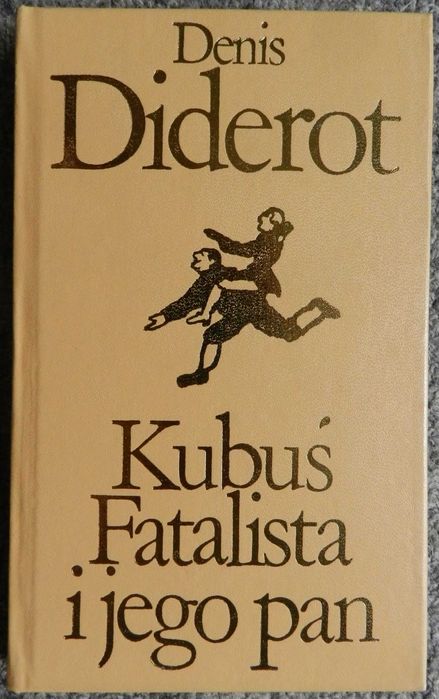 Denis
Diderot
Kubuś
Fatalista
i jego pan